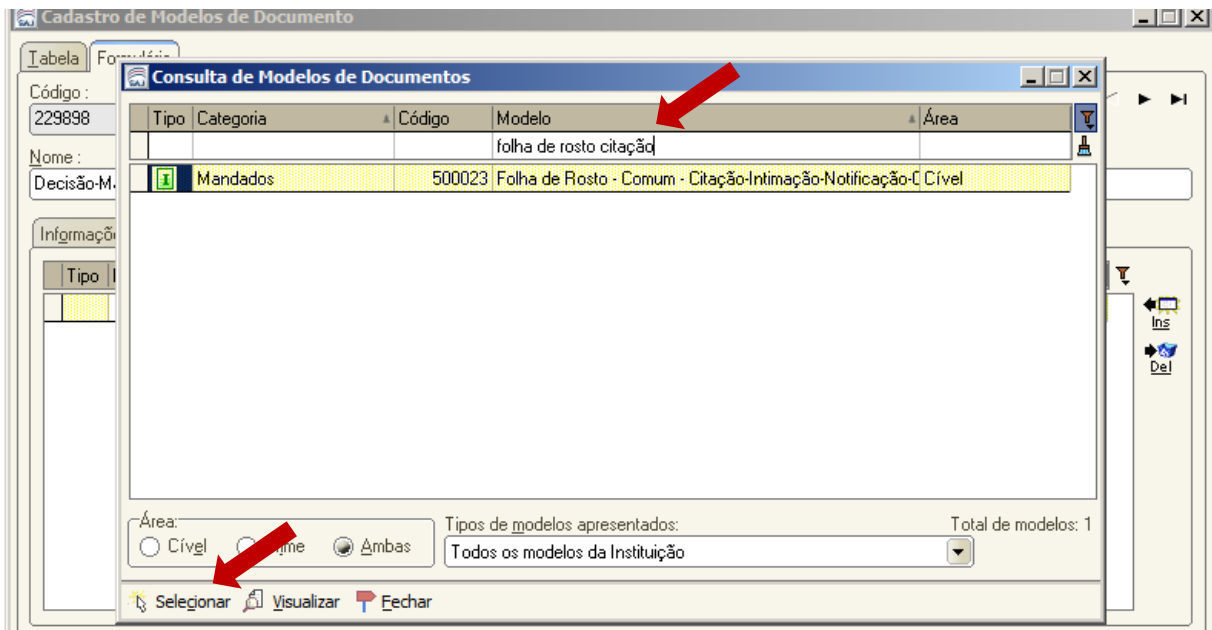 Cadastro de Modelos de Documento
Tabela
Código :
229898
Nome :
Consulta de Modelos de Documentos
Tipo Categoria Código Modelo Área
folha de rosto citação
Mandados 500023 Folha de Rosto - Comum - Citação-Intimação-Notificação- Cível
Tipo
Ins
Del
Área:
Cível Ambas
Tipos de modelos apresentados:
Todos os modelos da Instituição
Total de modelos: 1
Selecionar Visualizar Fechar